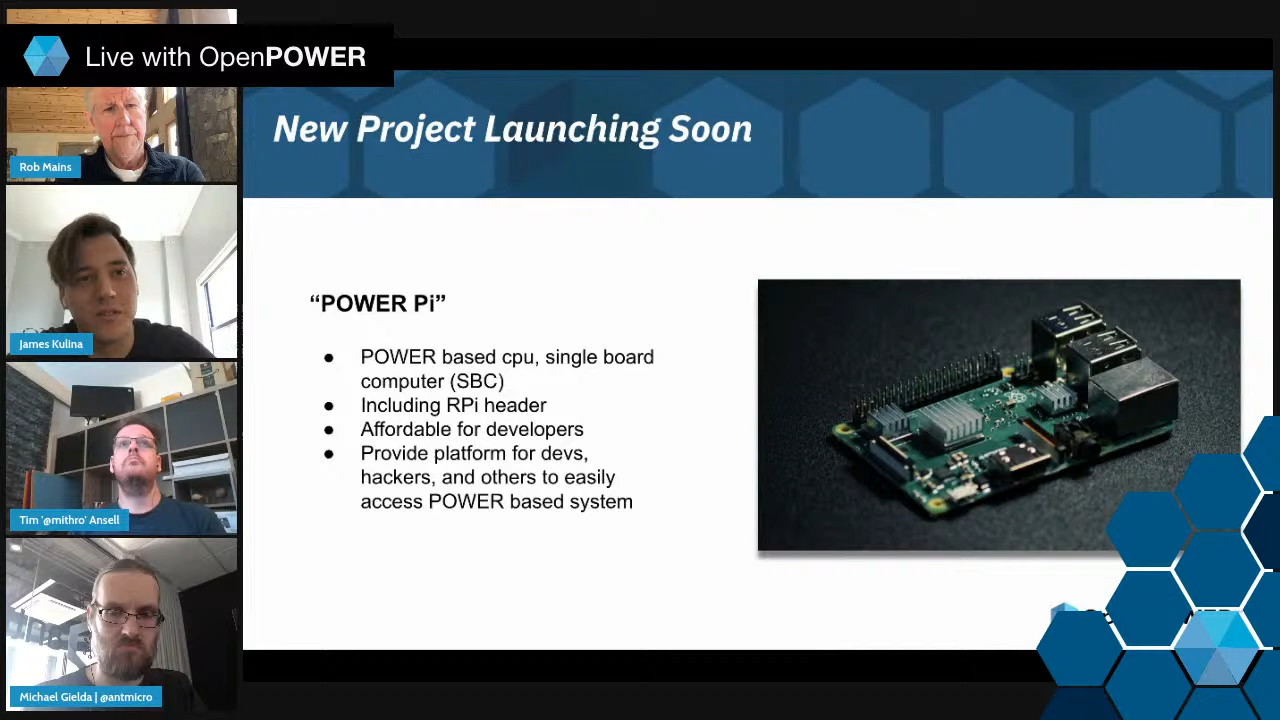 Live with OpenPOWER
Rob Mains
James Kulina
Tim '@mithro' Ansell
Michael Gielda | @antmicro
New Project Launching Soon
“POWER Pi”
● POWER based cpu, single board
computer (SBC)
● Including RPi header
● Affordable for developers
● Provide platform for devs,
hackers, and others to easily
access POWER based system